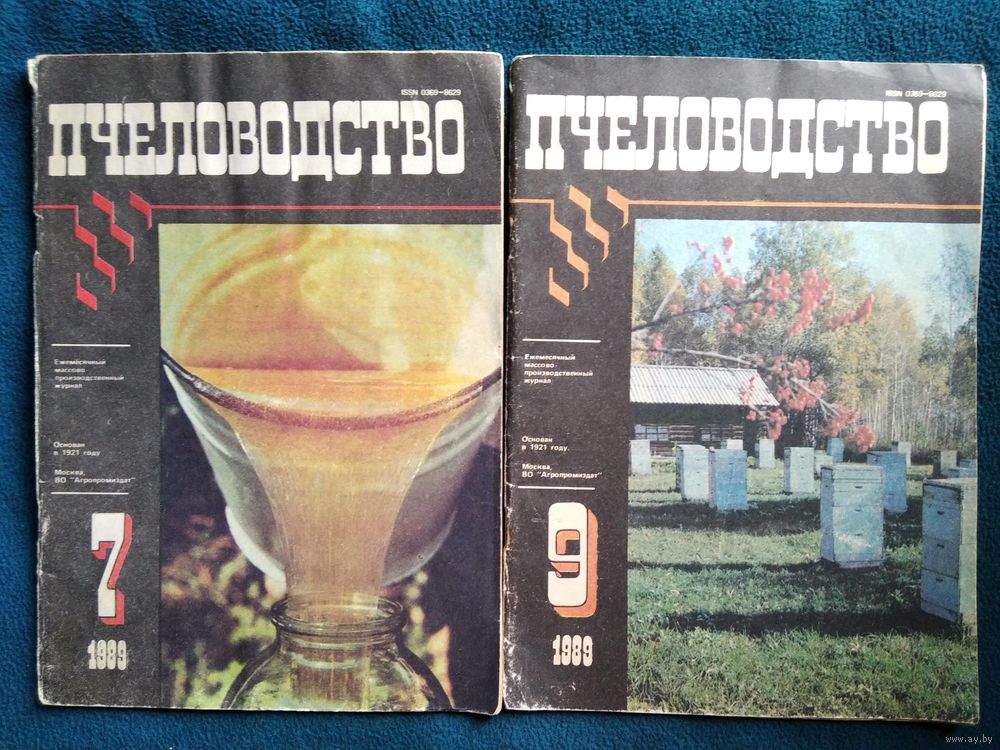 ISSN 0369-8629
ПЧЕЛОВОДСТВО
Ежемесячный
массово-
производственный
журнал
Основан
в 1921 году
Москва,
ВО "Агропромиздат"
7
1989
ISSN 0369-8629
ПЧЕЛОВОДСТВО
Ежемесячный
массово-
производственный
журнал
Основан
в 1921 году.
Москва,
ВО "Агропромиздат"
9
1989
www.ay.by